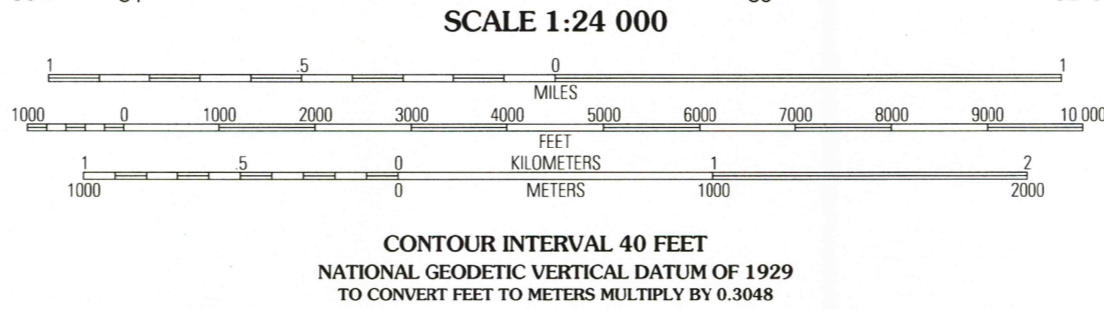 SCALE 1:24 000
1 .5 0 1
MILES
1000 0 1000 2000 3000 4000 5000 6000 7000 8000 9000 10 000
FEET
1 .5 0 KILOMETERS 1 2
1000 0 METERS 1000 2000
CONTOUR INTERVAL 40 FEET
NATIONAL GEODETIC VERTICAL DATUM OF 1929
TO CONVERT FEET TO METERS MULTIPLY BY 0.3048